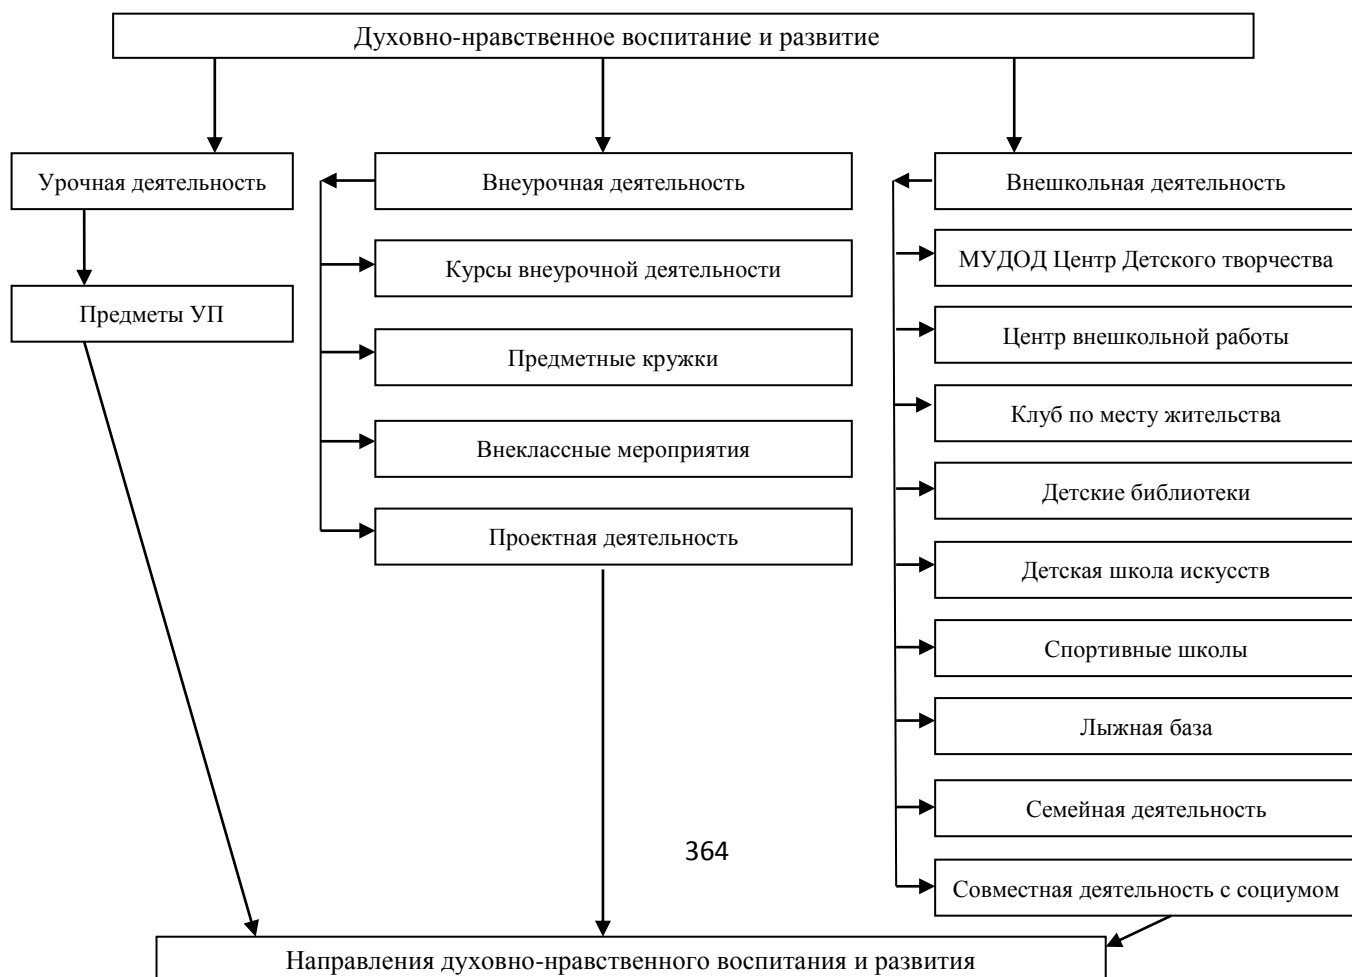 Духовно-нравственное воспитание и развитие
Урочная деятельность
Предметы УП
Внеурочная деятельность
Курсы внеурочной деятельности
Предметные кружки
Внеклассные мероприятия
Проектная деятельность
Внешкольная деятельность
МУДОД Центр Детского творчества
Центр внешкольной работы
Клуб по месту жительства
Детские библиотеки
Детская школа искусств
Спортивные школы
Лыжная база
Семейная деятельность
Совместная деятельность с социумом
364
Направления духовно-нравственного воспитания и развития